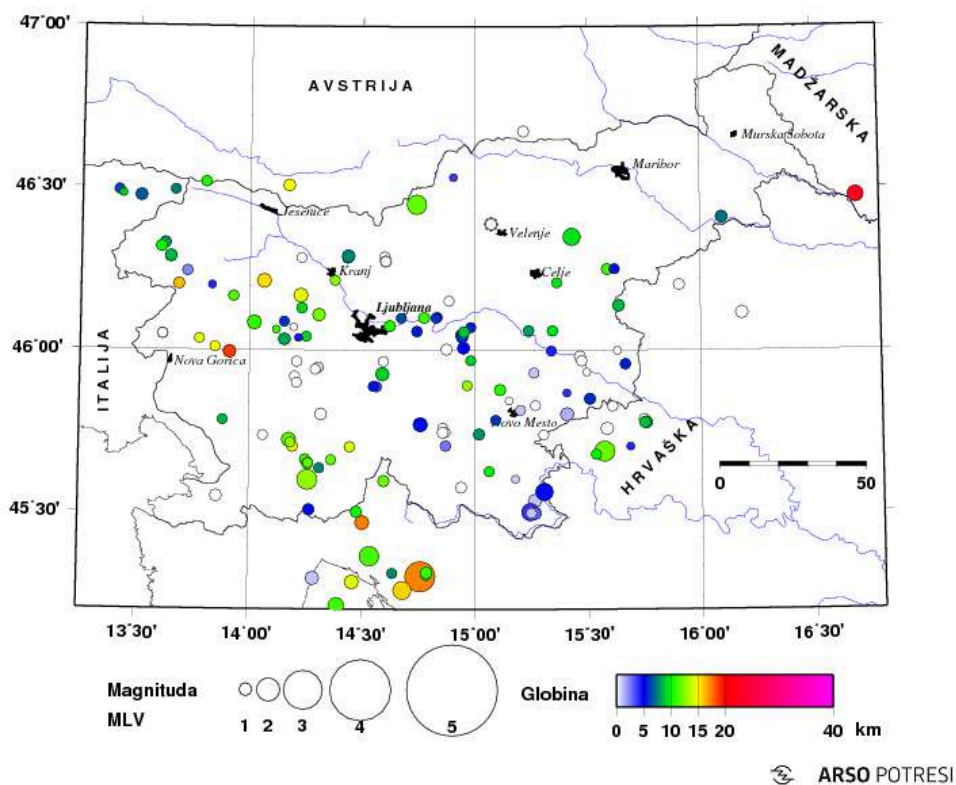 47°00'
AVSTRIJA
MADŽARSKA
Murska Sobota
Maribor
46°30'
Jesenice
Velenje
Kranj
Celje
Ljubljana
46°00'
Nova Gorica
ITALIJA
Novo Mesto
HRVAŠKA
0 50
45°30'
13°30' 14°00' 14°30' 15°00' 15°30' 16°00' 16°30'
Magnituda
MLV
1 2 3 4 5
Globina
0 5 10 15 20 40 km
ARSO POTRESI